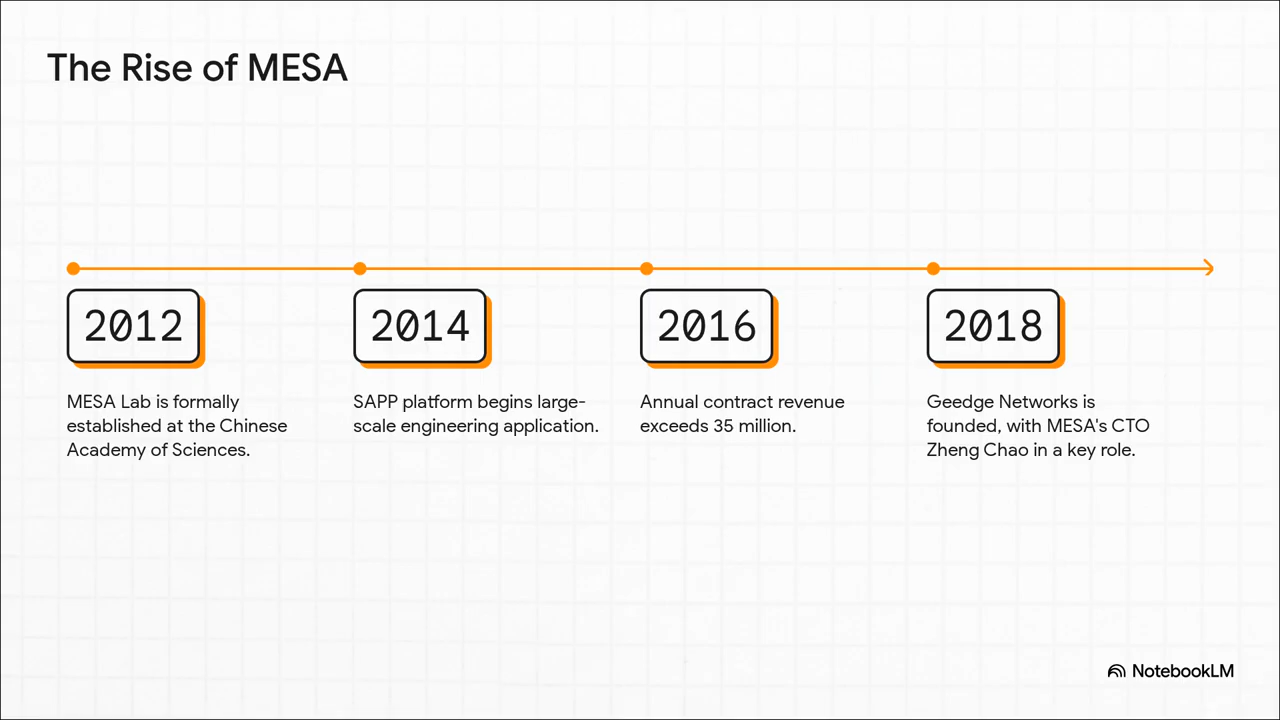 The Rise of MESA
2012
MESA Lab is formally
established at the Chinese
Academy of Sciences.
2014
SAPP platform begins large-
scale engineering application.
2016
Annual contract revenue
exceeds 35 million.
2018
Geedge Networks is
founded, with MESA's CTO
Zheng Chao in a key role.
NotebookLM